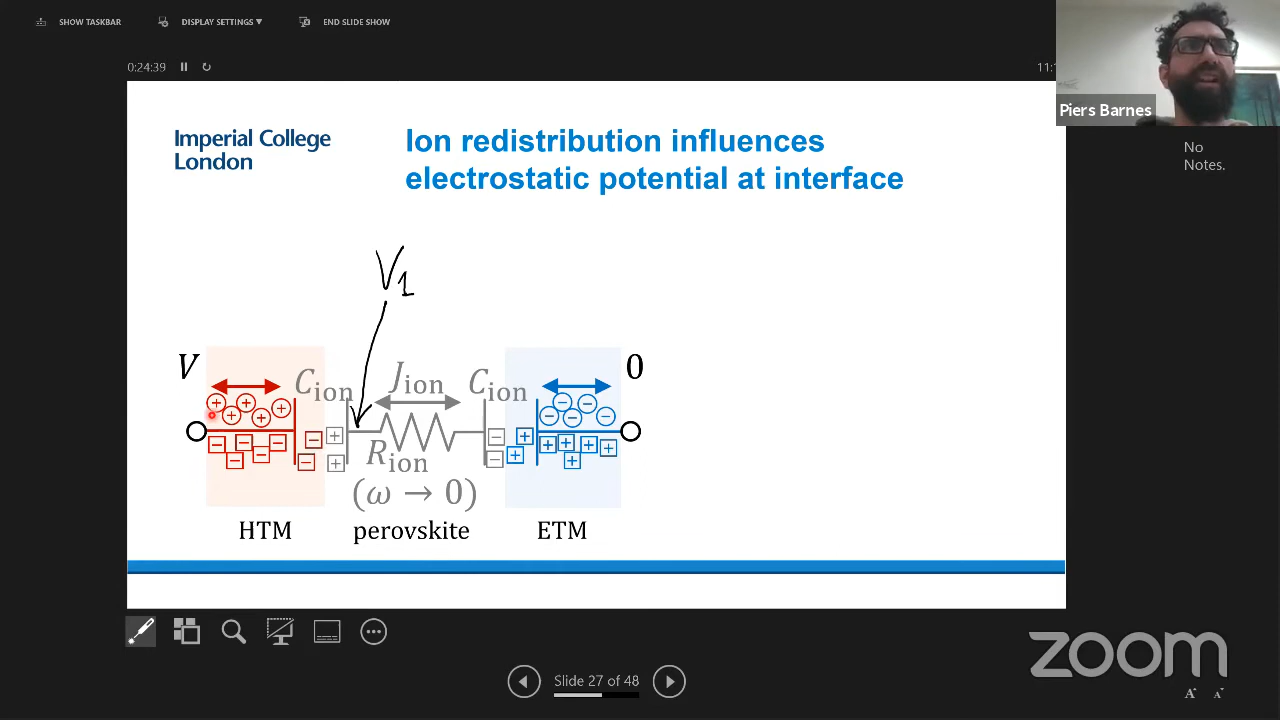 SHOW TASKBAR
DISPLAY SETTINGS ▼
END SLIDE SHOW
0:24:39
11:
Piers Barnes
No
Notes.
Imperial College
London
Ion redistribution influences
electrostatic potential at interface
V₁
V
C_ion
J_ion
C_ion
0
R_ion
(ω → 0)
HTM
perovskite
ETM
Slide 27 of 48
zoom
A A